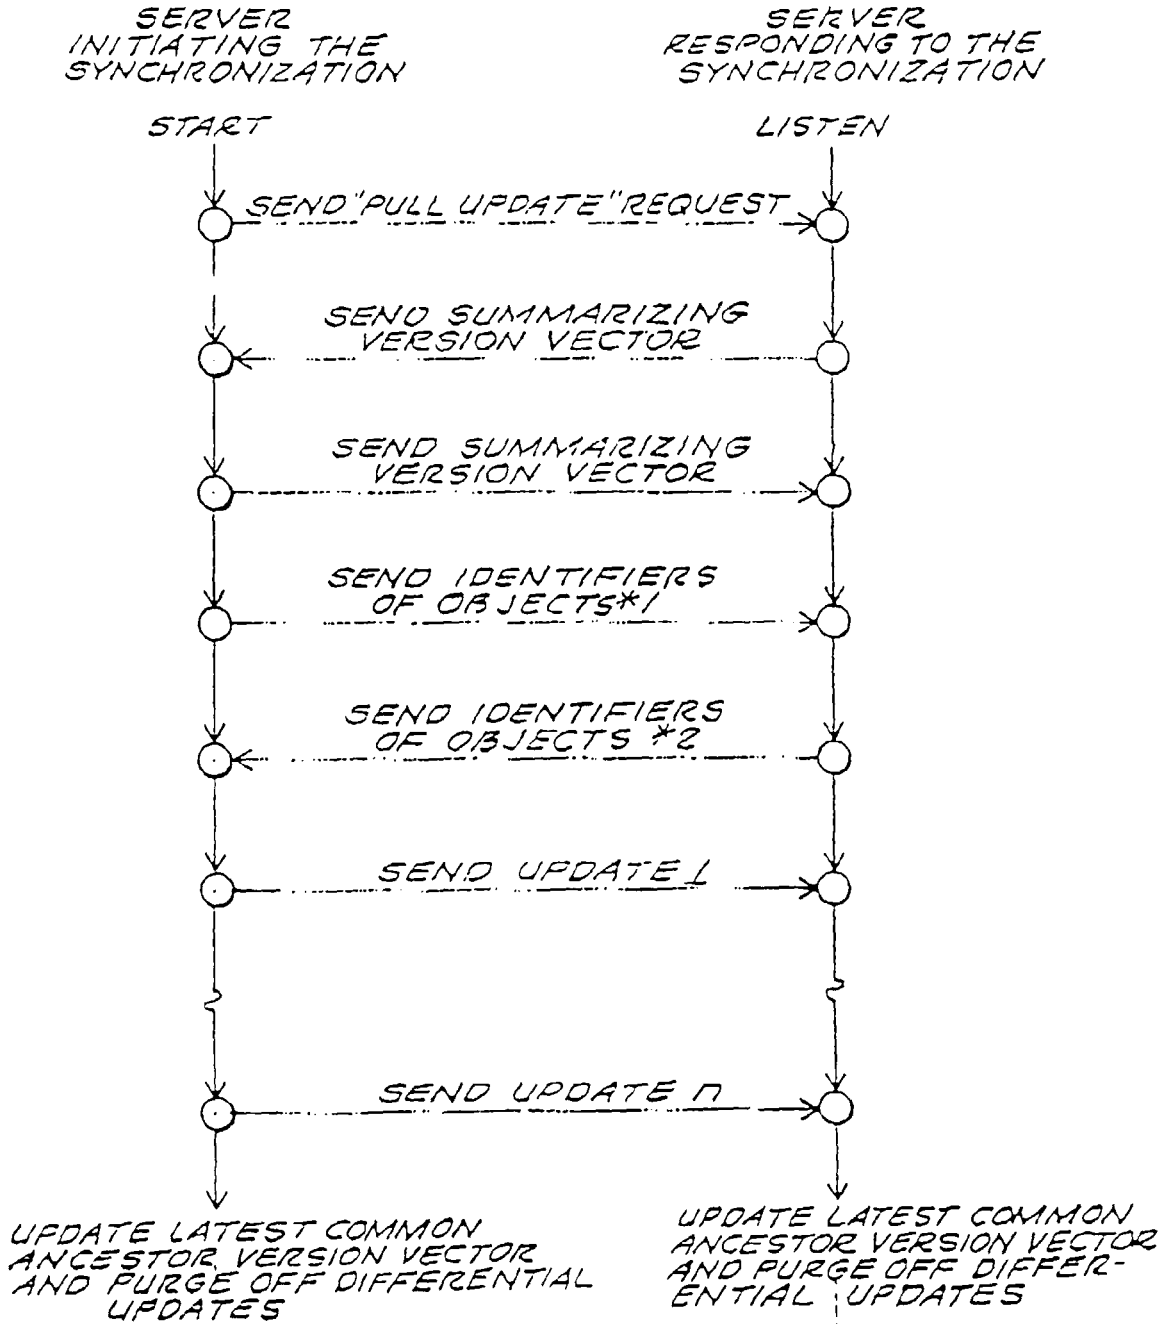 SERVER
INITIATING THE
SYNCHRONIZATION
SERVER
RESPONDING TO THE
SYNCHRONIZATION
START
LISTEN
SEND "PULL UPDATE" REQUEST
SEND SUMMARIZING
VERSION VECTOR
SEND SUMMARIZING
VERSION VECTOR
SEND IDENTIFIERS
OF OBJECTS*1
SEND IDENTIFIERS
OF OBJECTS *2
SEND UPDATE 1
SEND UPDATE n
UPDATE LATEST COMMON
ANCESTOR VERSION VECTOR
AND PURGE OFF DIFFERENTIAL
UPDATES
UPDATE LATEST COMMON
ANCESTOR VERSION VECTOR
AND PURGE OFF DIFFER-
ENTIAL UPDATES